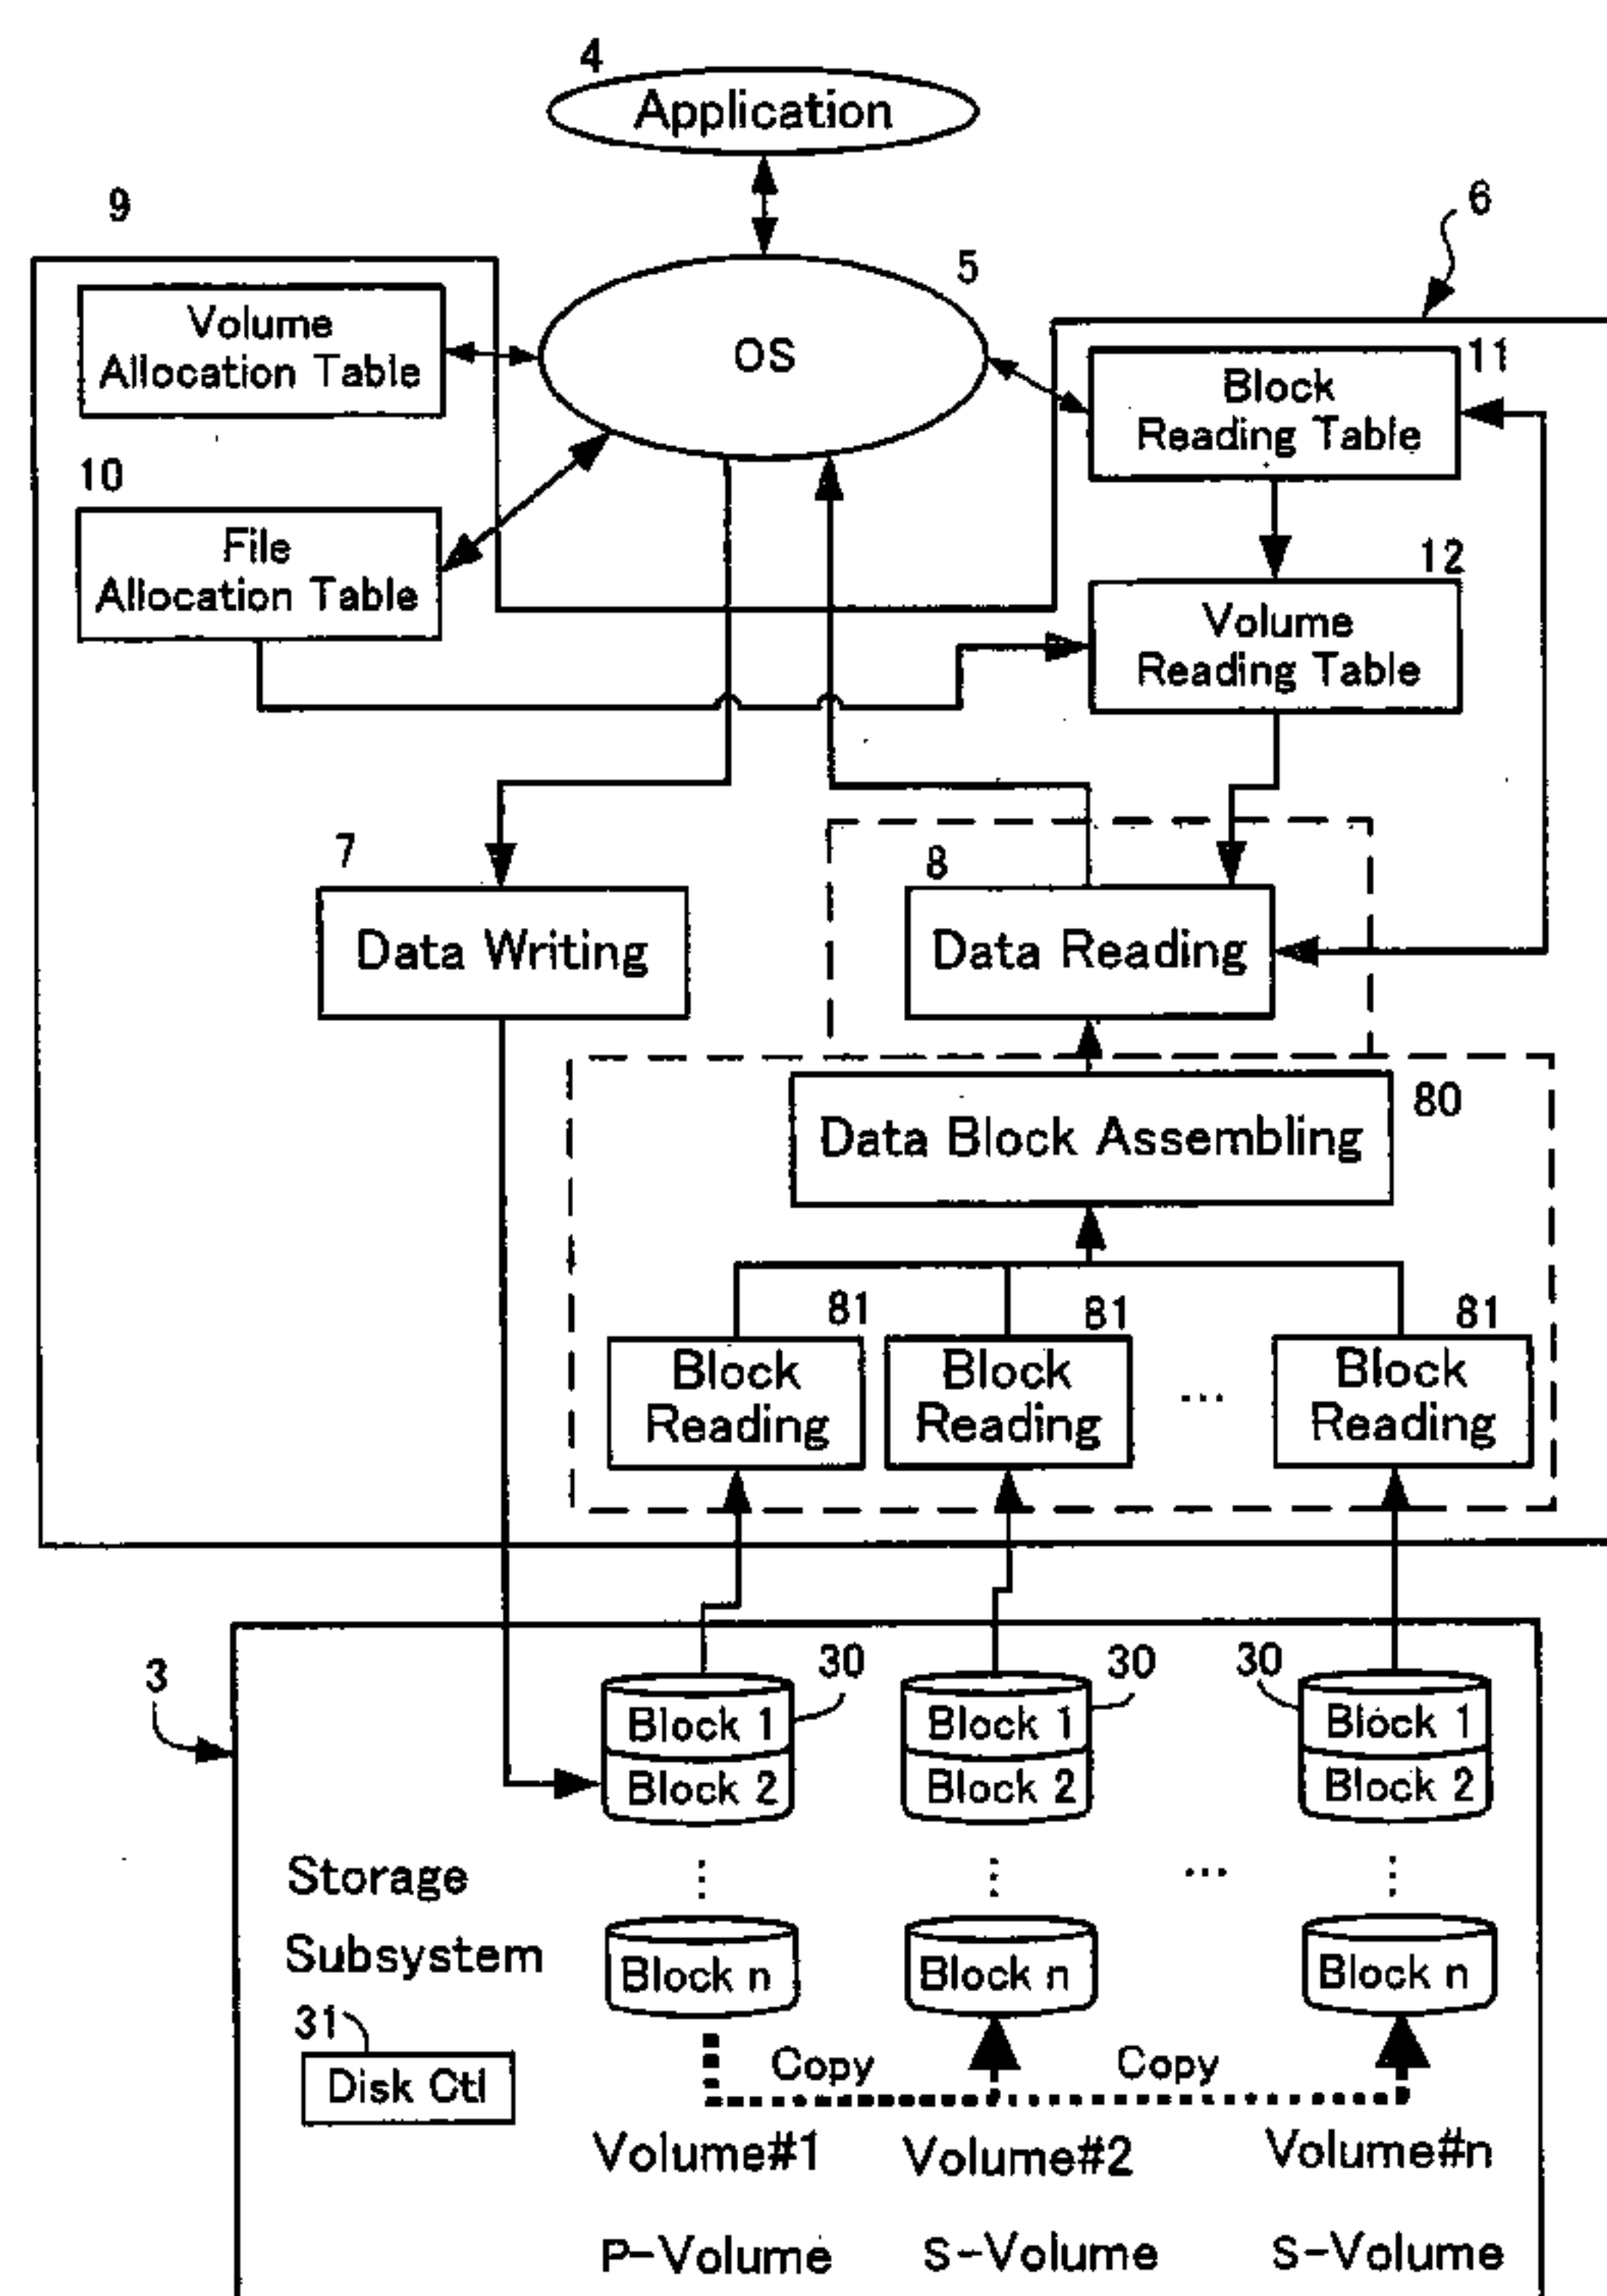 4
Application
9
6
5
Volume
Allocation Table
OS
11
Block
Reading Table
10
File
Allocation Table
12
Volume
Reading Table
7
8
Data Writing
Data Reading
80
Data Block Assembling
81
81
81
Block
Reading
Block
Reading
...
Block
Reading
3
30
30
30
Block 1
Block 1
Block 1
Block 2
Block 2
Block 2
Storage
...
Subsystem
Block n
Block n
Block n
31
Disk Ctl
Copy
Copy
Volume#1
Volume#2
Volume#n
P-Volume
S-Volume
S-Volume